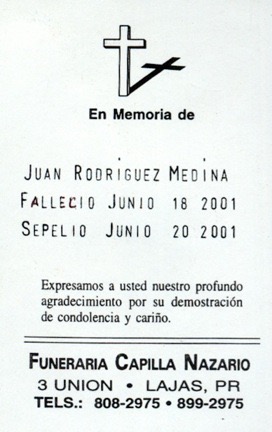 En Memoria de
JUAN RODRIGUEZ MEDINA
FALLECIO JUNIO 18 2001
SEPELIO JUNIO 20 2001
Expresamos a usted nuestro profundo
agradecimiento por su demostración
de condolencia y cariño.
FUNERARIA CAPILLA NAZARIO
3 UNION • LAJAS, PR
TELS.: 808-2975 • 899-2975